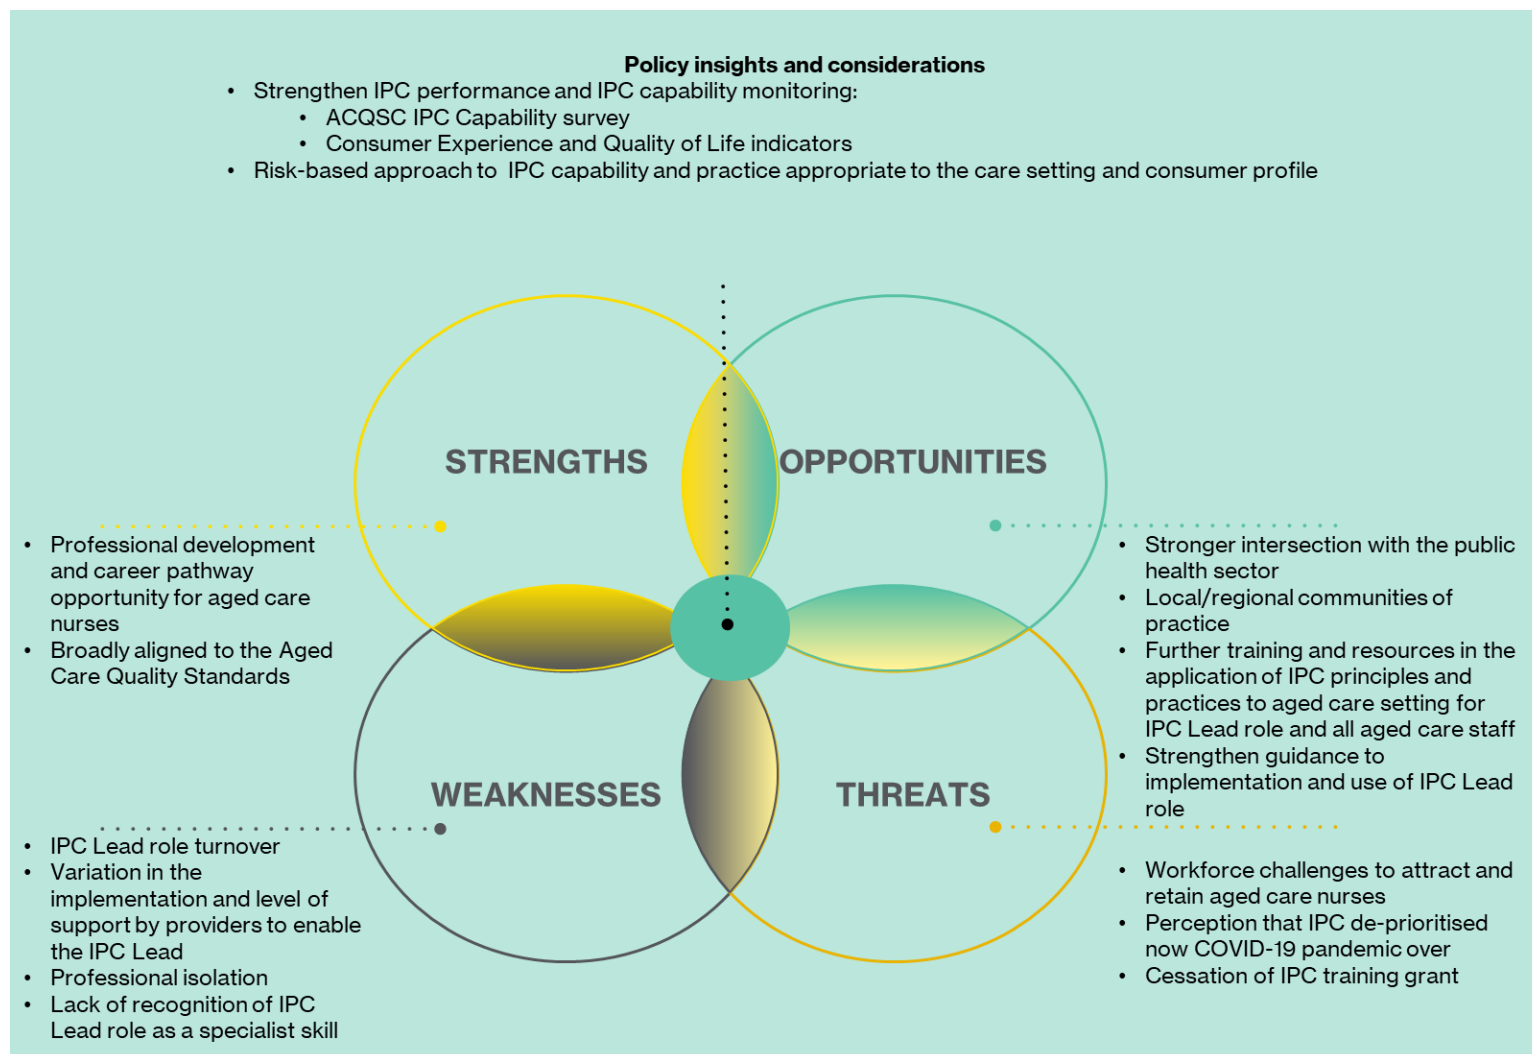 Policy insights and considerations
• Strengthen IPC performance and IPC capability monitoring:
• ACQSC IPC Capability survey
• Consumer Experience and Quality of Life indicators
• Risk-based approach to IPC capability and practice appropriate to the care setting and consumer profile
STRENGTHS
• Professional development
and career pathway
opportunity for aged care
nurses
• Broadly aligned to the Aged
Care Quality Standards
OPPORTUNITIES
• Stronger intersection with the public
health sector
• Local/regional communities of
practice
• Further training and resources in the
application of IPC principles and
practices to aged care setting for
IPC Lead role and all aged care staff
• Strengthen guidance to
implementation and use of IPC Lead
role
WEAKNESSES
• IPC Lead role turnover
• Variation in the
implementation and level of
support by providers to enable
the IPC Lead
• Professional isolation
• Lack of recognition of IPC
Lead role as a specialist skill
THREATS
• Workforce challenges to attract and
retain aged care nurses
• Perception that IPC de-prioritised
now COVID-19 pandemic over
• Cessation of IPC training grant